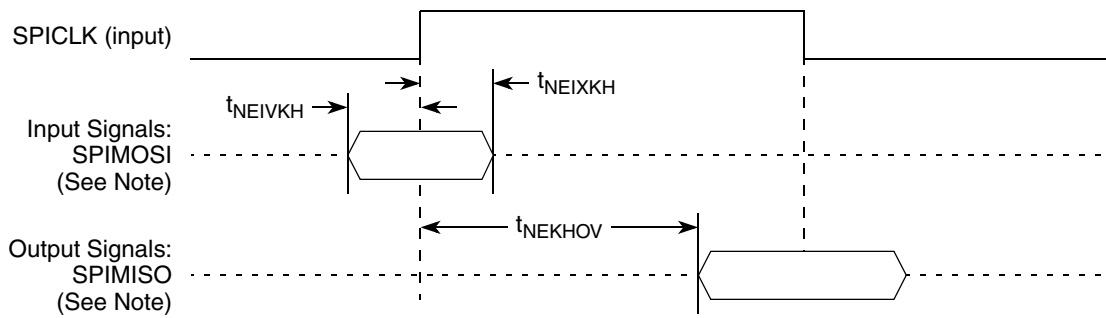 SPICLK (input)
tNEIXKH
tNEIVKH
Input Signals:
SPIMOSI
(See Note)
tNEKHOV
Output Signals:
SPIMISO
(See Note)